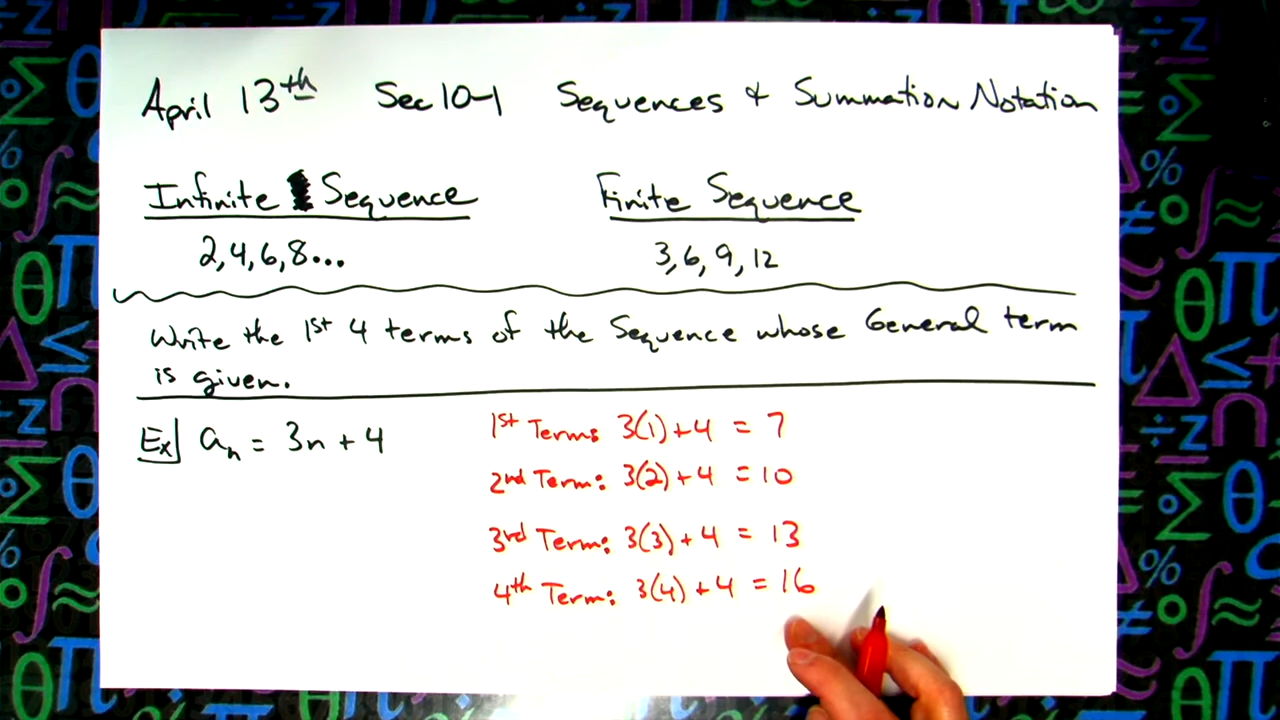 April 13th Sec 10-1 Sequences & Summation Notation
Infinite Sequence
Finite Sequence
2,4,6,8...
3,6,9,12
Write the 1st 4 terms of the Sequence whose General term
is given.
Ex] an = 3n + 4
1st Terms 3(1)+4 = 7
2nd Term: 3(2)+4 = 10
3rd Term: 3(3)+4 = 13
4th Term: 3(4)+4 = 16